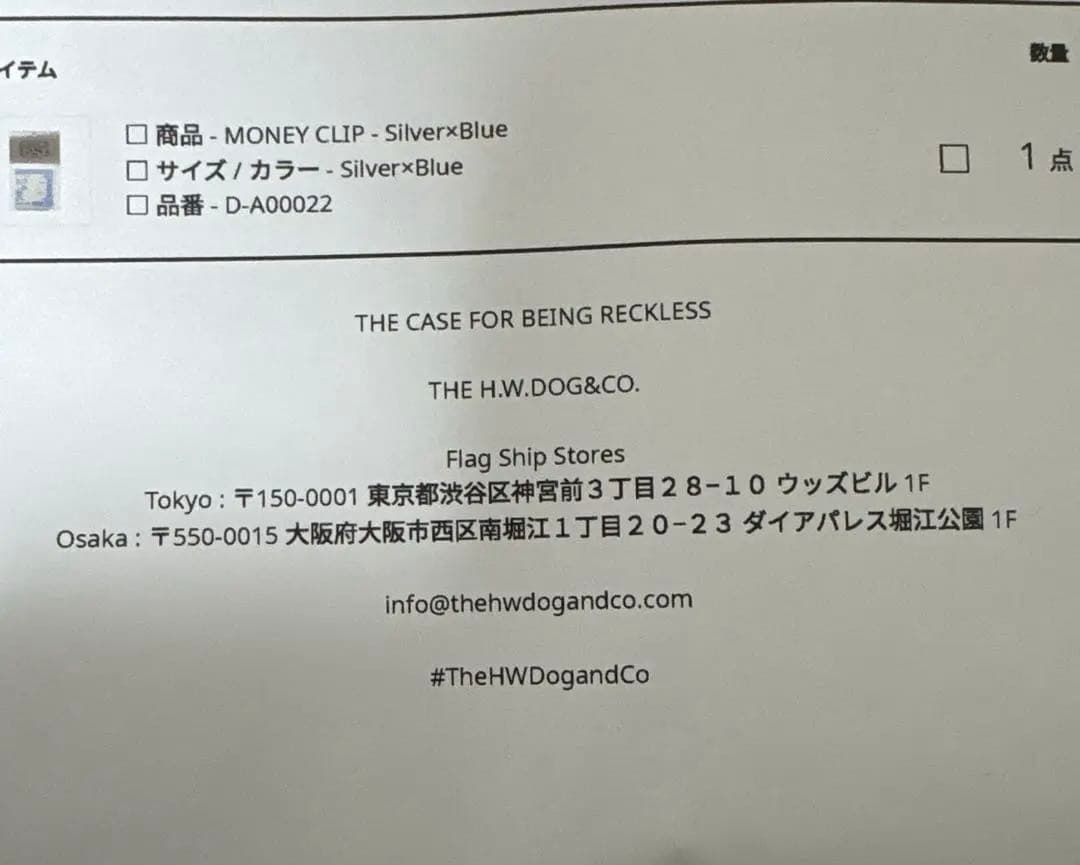 イテム
数量
☐ 商品 - MONEY CLIP - Silver×Blue
☐ サイズ / カラー - Silver×Blue
☐ 1 点
☐ 品番 - D-A00022
THE CASE FOR BEING RECKLESS
THE H.W.DOG&CO.
Flag Ship Stores
Tokyo : 〒150-0001 東京都渋谷区神宮前３丁目２８−１０ ウッズビル 1F
Osaka : 〒550-0015 大阪府大阪市西区南堀江１丁目２０−２３ ダイアパレス堀江公園 1F
info@thehwdogandco.com
#TheHWDogandCo